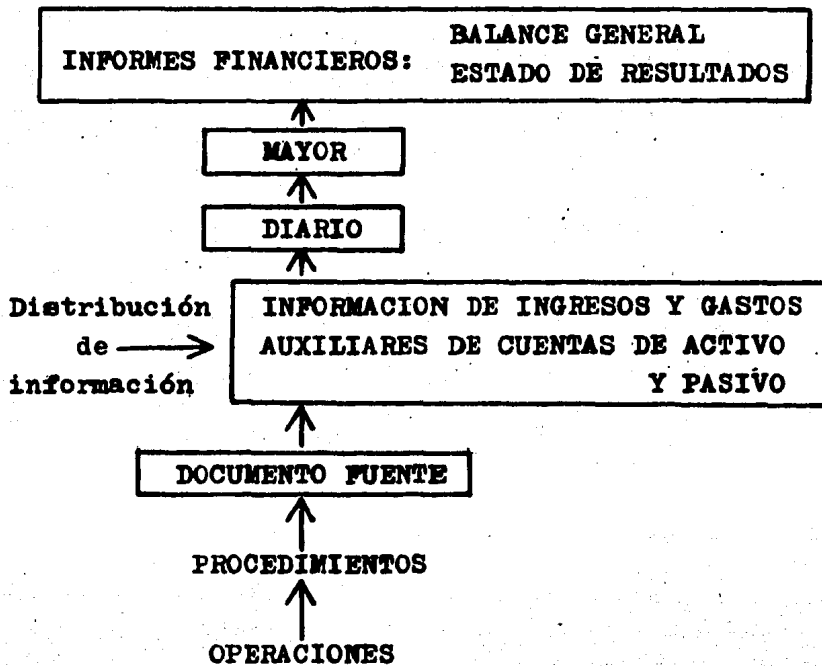 BALANCE GENERAL
INFORMES FINANCIEROS:
ESTADO DE RESULTADOS
MAYOR
DIARIO
Distribución
de
información
INFORMACION DE INGRESOS Y GASTOS
AUXILIARES DE CUENTAS DE ACTIVO
Y PASIVO
DOCUMENTO FUENTE
PROCEDIMIENTOS
OPERACIONES